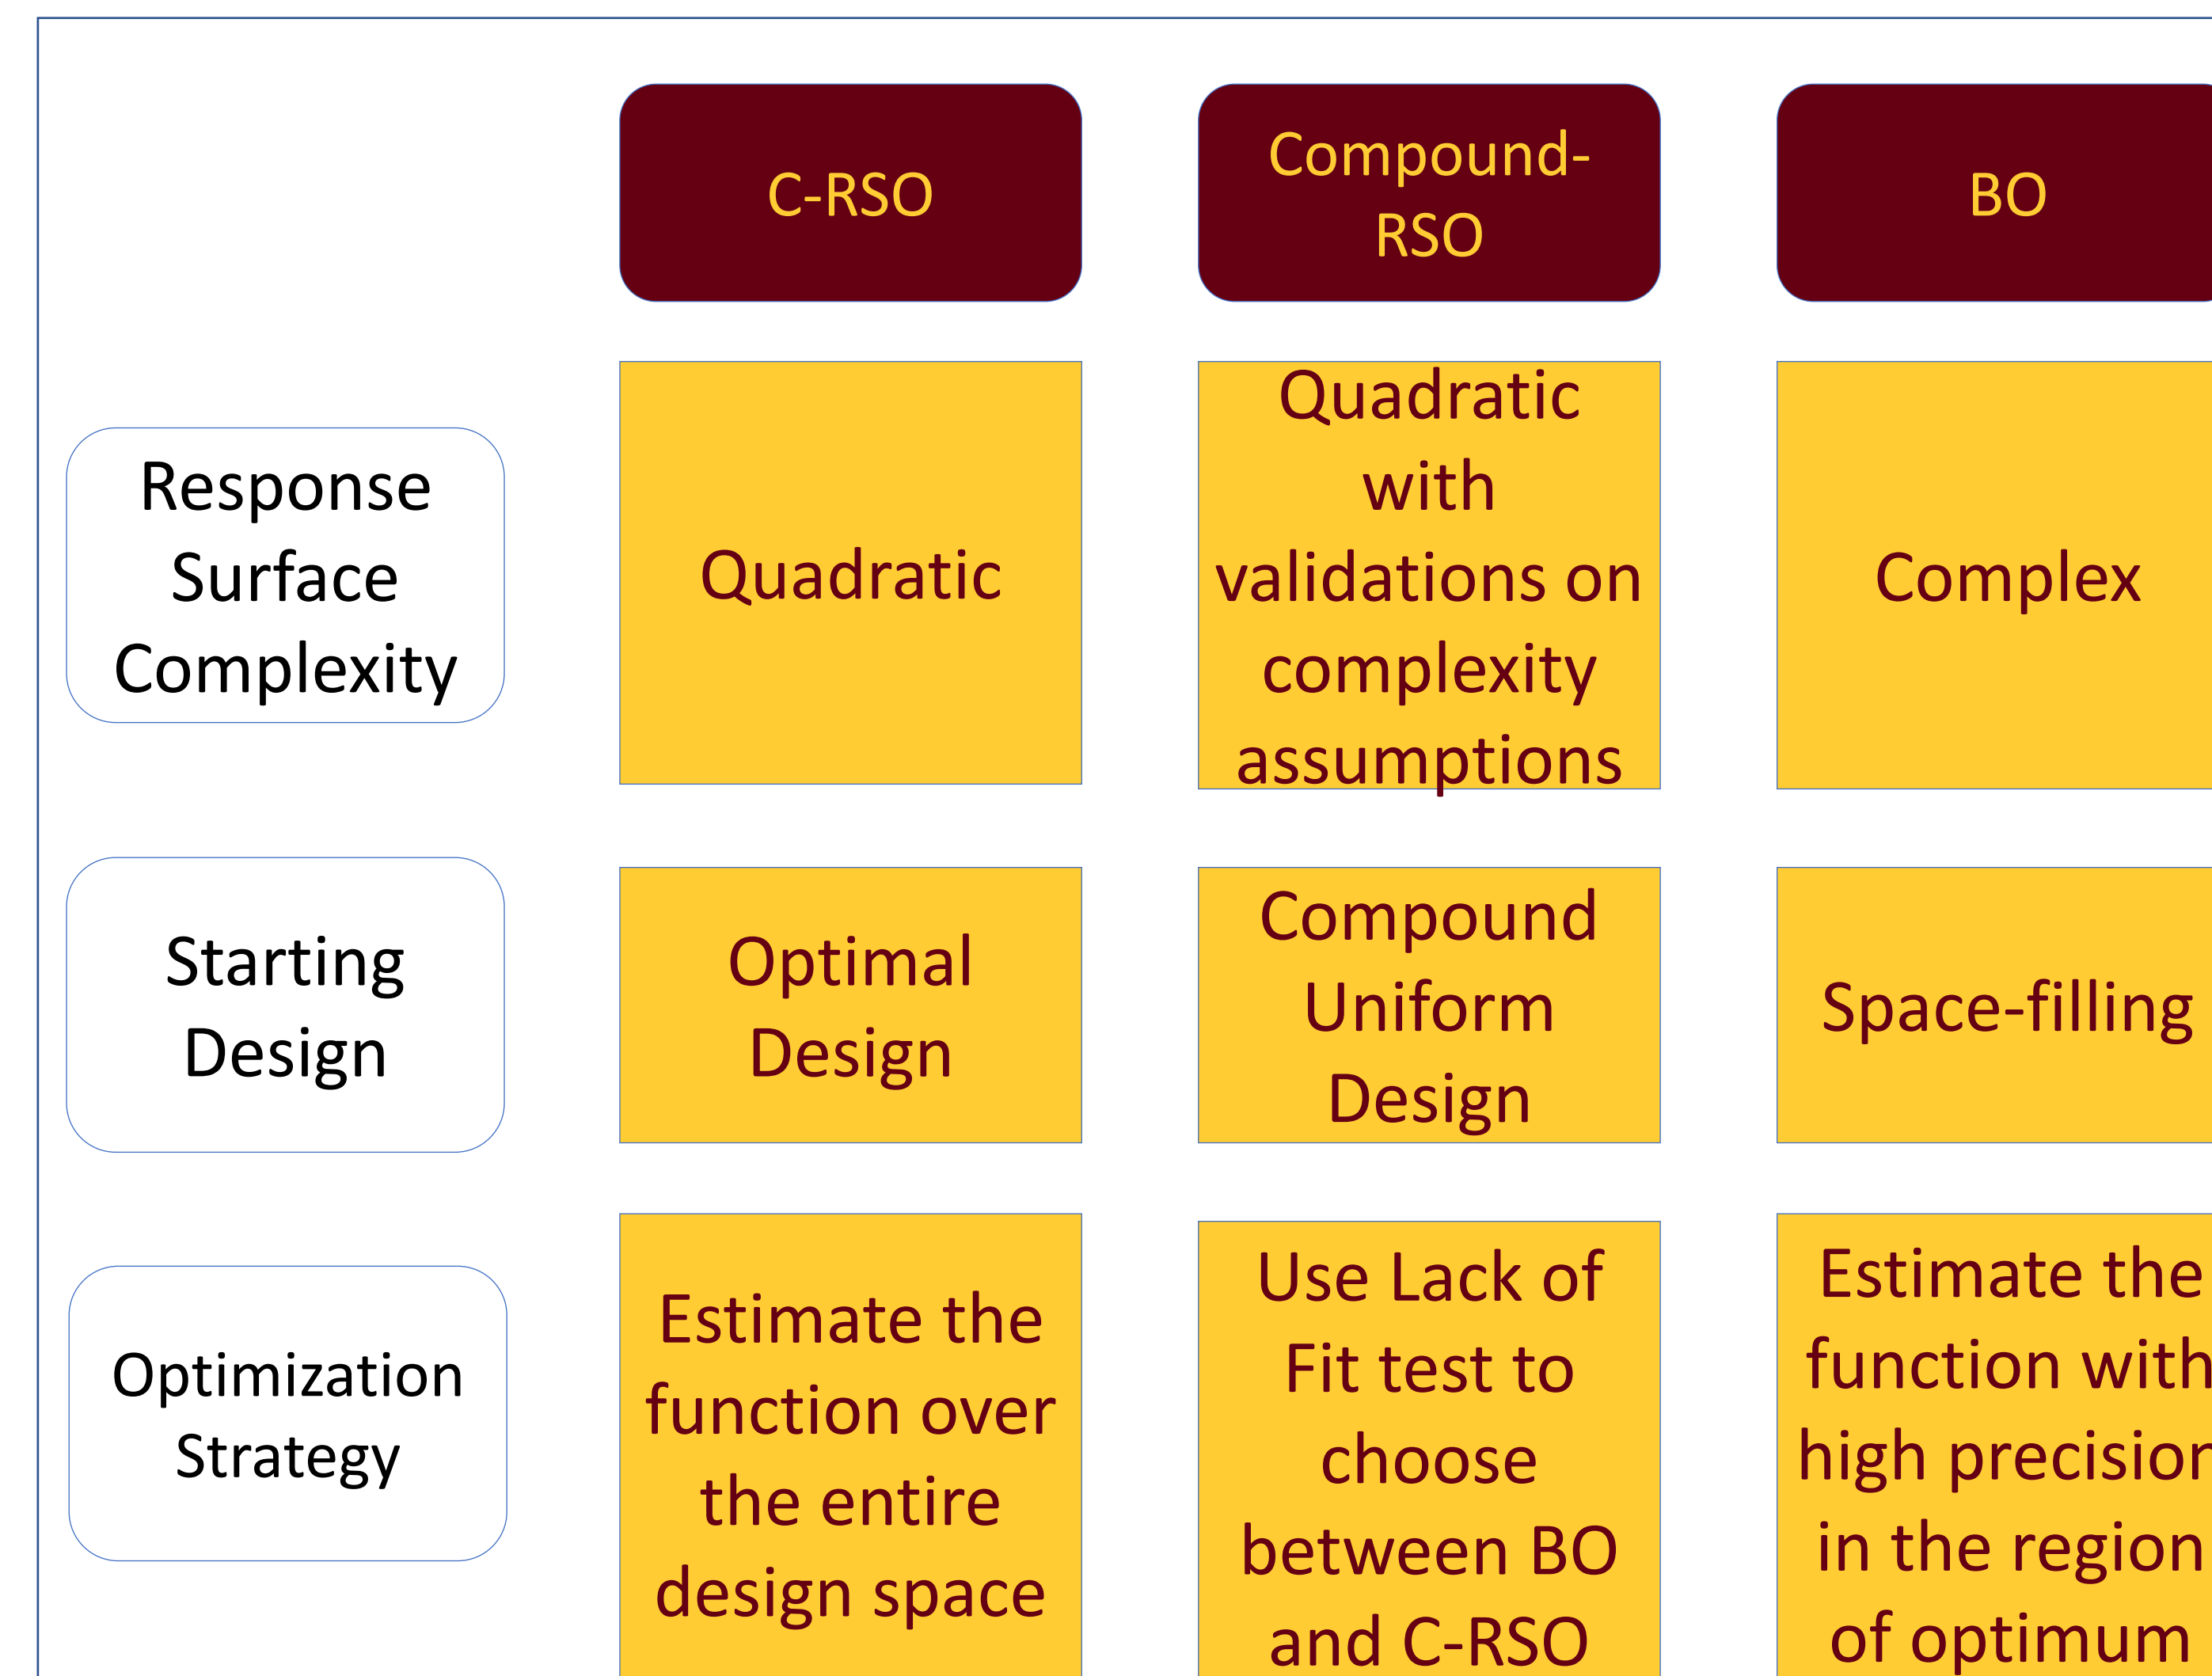 C-RSO
Compound-
RSO
BO
Response
Surface
Complexity
Quadratic
Quadratic
with
validations on
complexity
assumptions
Complex
Starting
Design
Optimal
Design
Compound
Uniform
Design
Space-filling
Optimization
Strategy
Estimate the
function over
the entire
design space
Use Lack of
Fit test to
choose
between BO
and C-RSO
Estimate the
function with
high precision
in the region
of optimum